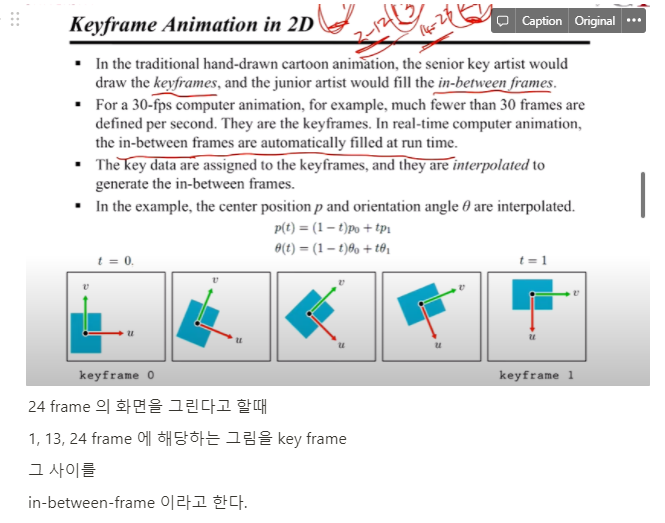 Keyframe Animation in 2D
Caption Original •••
2-12
▪ In the traditional hand-drawn cartoon animation, the senior key artist would
draw the keyframes, and the junior artist would fill the in-between frames.
▪ For a 30-fps computer animation, for example, much fewer than 30 frames are
defined per second. They are the keyframes. In real-time computer animation,
the in-between frames are automatically filled at run time.
▪ The key data are assigned to the keyframes, and they are interpolated to
generate the in-between frames.
▪ In the example, the center position p and orientation angle θ are interpolated.
p(t) = (1 − t)p₀ + tp₁
θ(t) = (1 − t)θ₀ + tθ₁
t = 0. t = 1
v v v v v
u u u u u
keyframe 0 keyframe 1
24 frame 의 화면을 그린다고 할때
1, 13, 24 frame 에 해당하는 그림을 key frame
그 사이를
in-between-frame 이라고 한다.